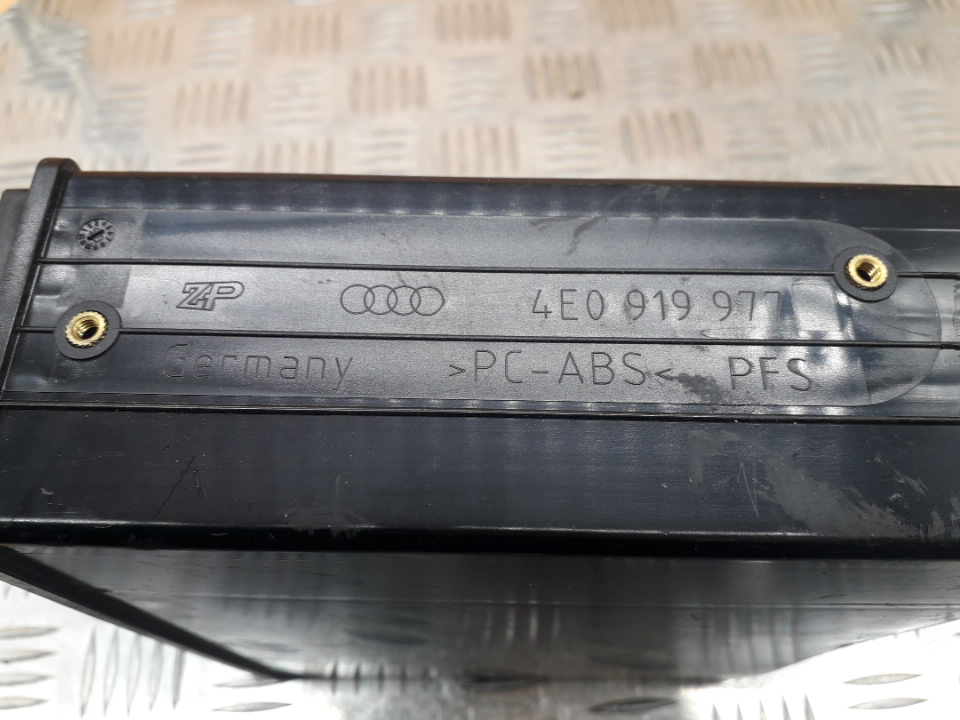 ZP 4E0 919 977
Germany >PC-ABS< PFS